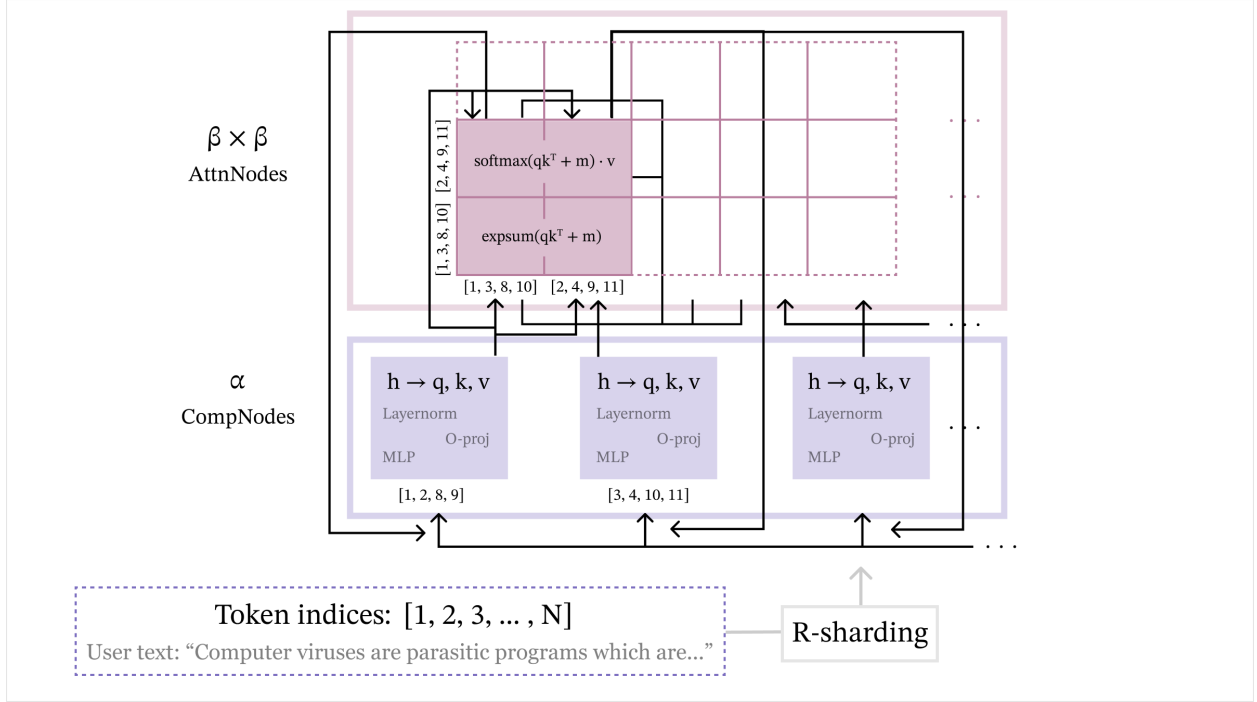 β × β
AttnNodes
[2, 4, 9, 11]
softmax(qkᵀ + m) · v
[1, 3, 8, 10]
expsum(qkᵀ + m)
[1, 3, 8, 10] [2, 4, 9, 11]
. . .
. . .
. . .
α
CompNodes
h → q, k, v
Layernorm
O-proj
MLP
[1, 2, 8, 9]
h → q, k, v
Layernorm
O-proj
MLP
[3, 4, 10, 11]
h → q, k, v
Layernorm
O-proj
MLP
. . .
. . .
Token indices: [1, 2, 3, ... , N]
User text: “Computer viruses are parasitic programs which are...”
R-sharding